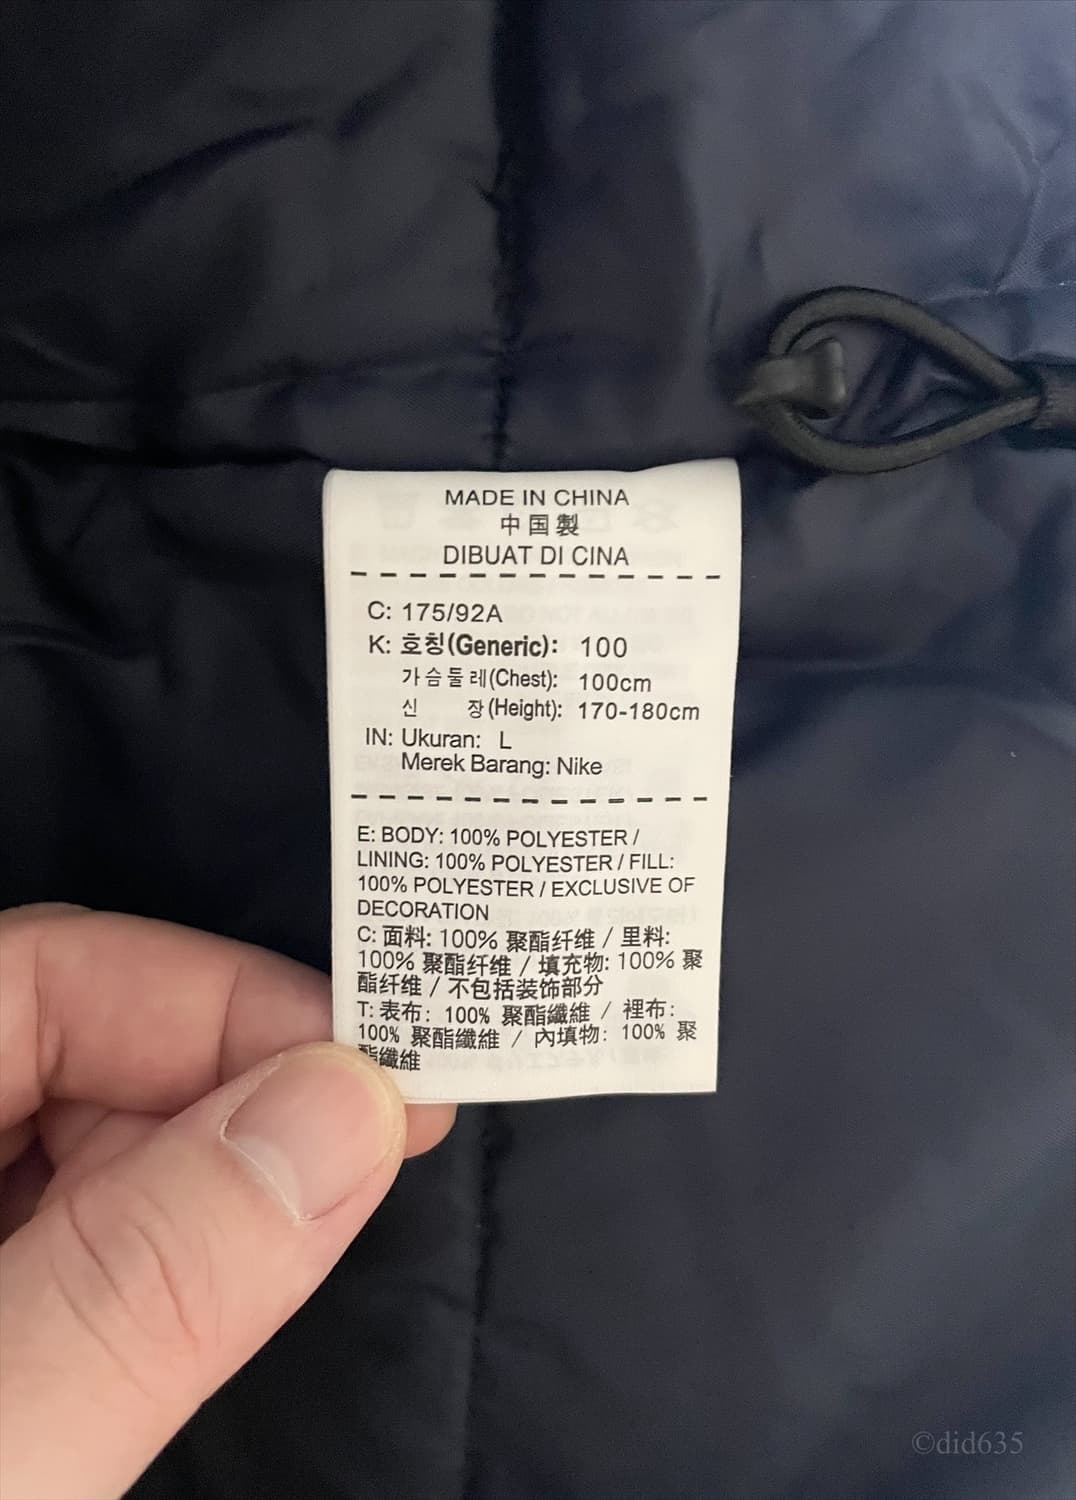 MADE IN CHINA
中国製
DIBUAT DI CINA
C: 175/92A
K: 호칭(Generic): 100
가슴둘레(Chest): 100cm
신 장(Height): 170-180cm
IN: Ukuran: L
Merek Barang: Nike
E: BODY: 100% POLYESTER /
LINING: 100% POLYESTER / FILL:
100% POLYESTER / EXCLUSIVE OF
DECORATION
C: 面料: 100% 聚酯纤维 / 里料:
100% 聚酯纤维 / 填充物: 100% 聚
酯纤维 / 不包括装饰部分
T: 表布: 100% 聚酯纖維 / 裡布:
100% 聚酯纖維 / 內填物: 100% 聚
酯纖維
©did635